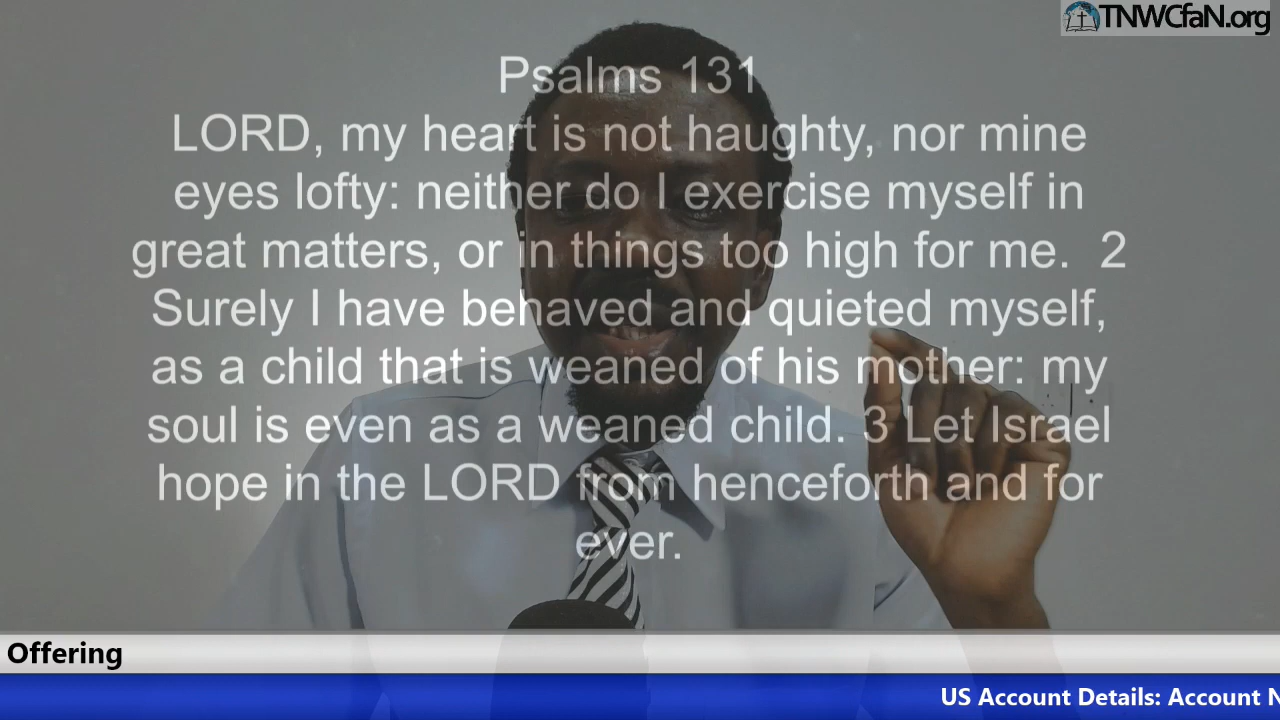 TNWCfaN.org
Psalms 131
LORD, my heart is not haughty, nor mine
eyes lofty: neither do I exercise myself in
great matters, or in things too high for me.  2
Surely I have behaved and quieted myself,
as a child that is weaned of his mother: my
soul is even as a weaned child. 3 Let Israel
hope in the LORD from henceforth and for
ever.
Offering
US Account Details: Account N